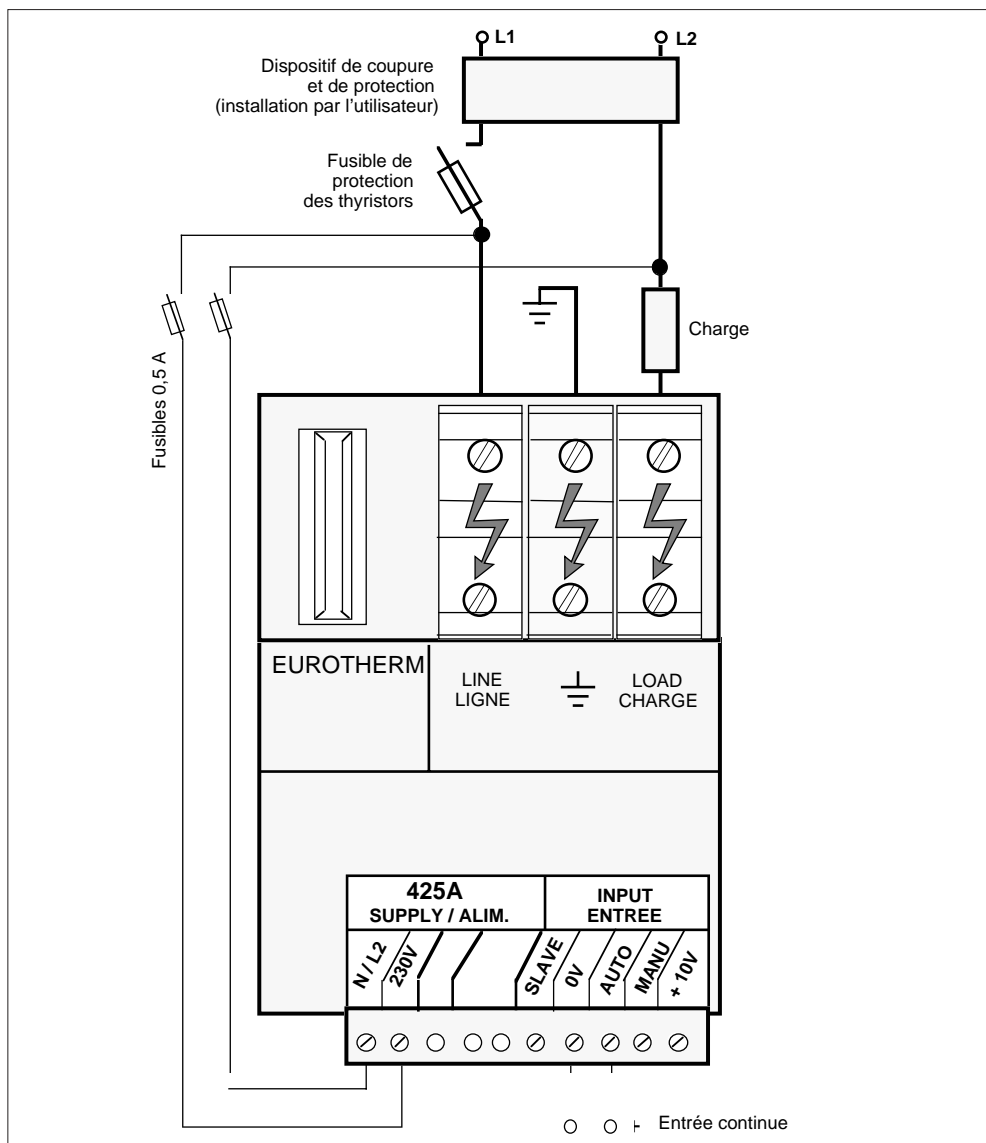 L1
L2
Dispositif de coupure
et de protection
(installation par l'utilisateur)
Fusible de
protection
des thyristors
Fusibles 0,5 A
Charge
EUROTHERM
LINE
LIGNE
LOAD
CHARGE
425A
SUPPLY / ALIM.
INPUT
ENTREE
N / L2
230V
SLAVE
0V
AUTO
MANU
+ 10V
Entrée continue